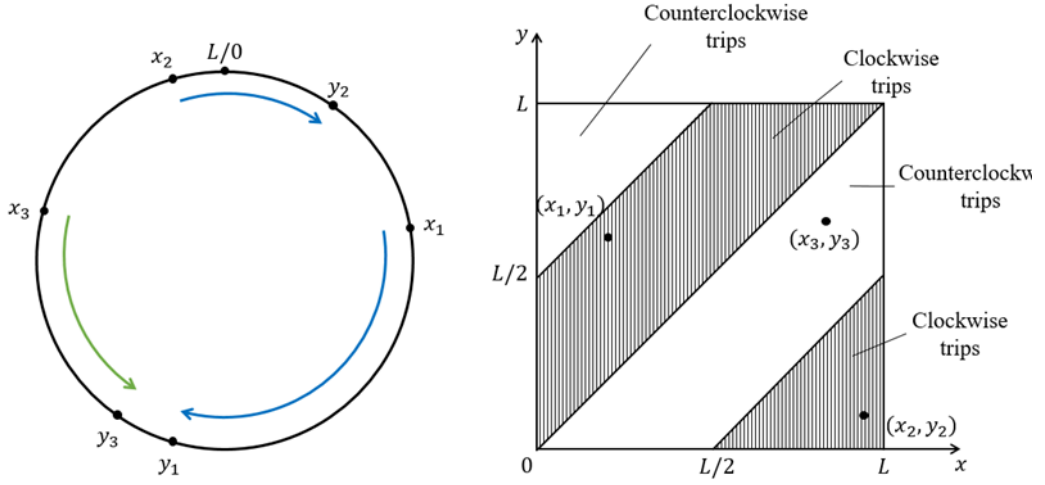 L/0
x₂
y₂
x₃
x₁
y₃
y₁
Counterclockwise
trips
y
Clockwise
trips
L
Counterclockw
trips
(x₁, y₁)
(x₃, y₃)
L/2
Clockwise
trips
(x₂, y₂)
0
L/2
L
x